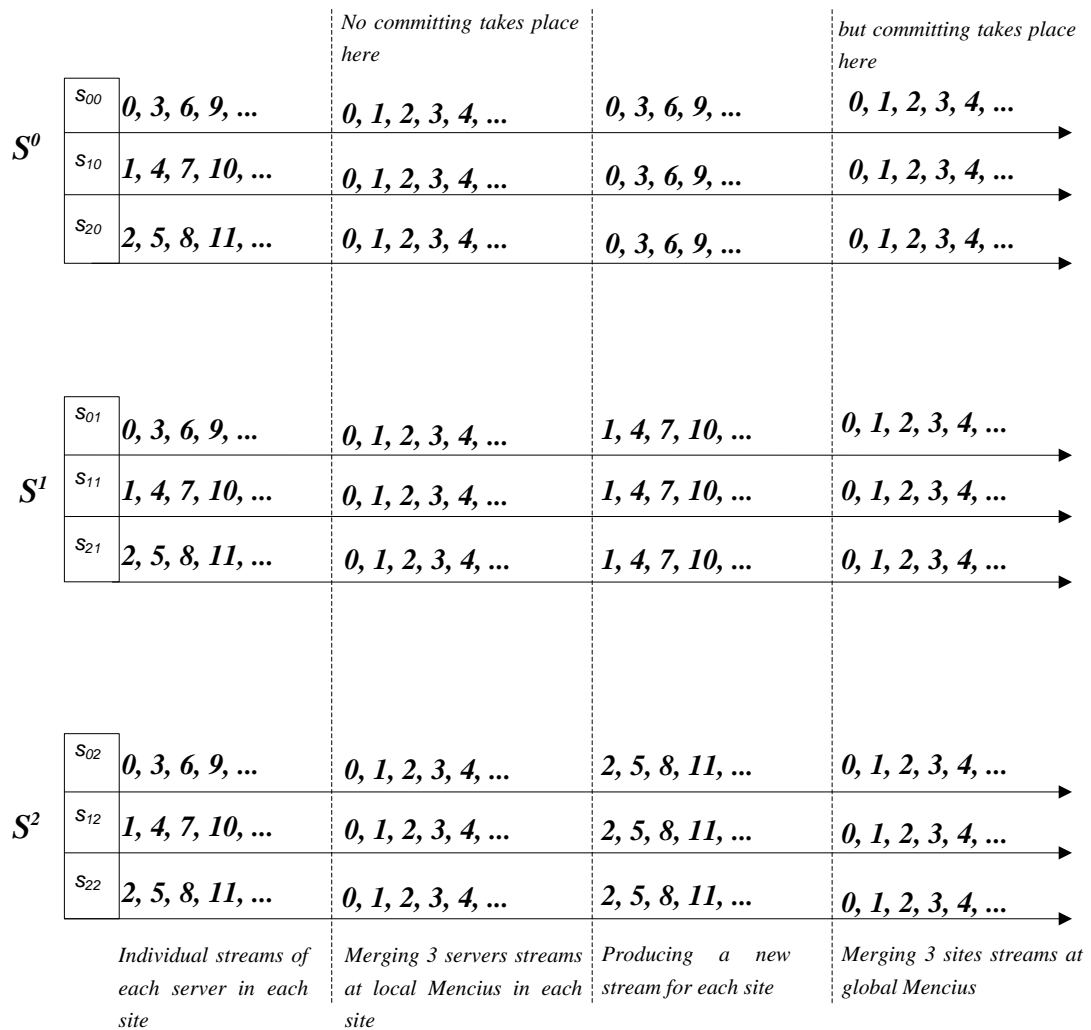 No committing takes place
here
but committing takes place
here
S⁰
s₀₀ 0, 3, 6, 9, ... 0, 1, 2, 3, 4, ... 0, 3, 6, 9, ... 0, 1, 2, 3, 4, ...
s₁₀ 1, 4, 7, 10, ... 0, 1, 2, 3, 4, ... 0, 3, 6, 9, ... 0, 1, 2, 3, 4, ...
s₂₀ 2, 5, 8, 11, ... 0, 1, 2, 3, 4, ... 0, 3, 6, 9, ... 0, 1, 2, 3, 4, ...
S¹
s₀₁ 0, 3, 6, 9, ... 0, 1, 2, 3, 4, ... 1, 4, 7, 10, ... 0, 1, 2, 3, 4, ...
s₁₁ 1, 4, 7, 10, ... 0, 1, 2, 3, 4, ... 1, 4, 7, 10, ... 0, 1, 2, 3, 4, ...
s₂₁ 2, 5, 8, 11, ... 0, 1, 2, 3, 4, ... 1, 4, 7, 10, ... 0, 1, 2, 3, 4, ...
S²
s₀₂ 0, 3, 6, 9, ... 0, 1, 2, 3, 4, ... 2, 5, 8, 11, ... 0, 1, 2, 3, 4, ...
s₁₂ 1, 4, 7, 10, ... 0, 1, 2, 3, 4, ... 2, 5, 8, 11, ... 0, 1, 2, 3, 4, ...
s₂₂ 2, 5, 8, 11, ... 0, 1, 2, 3, 4, ... 2, 5, 8, 11, ... 0, 1, 2, 3, 4, ...
Individual streams of
each server in each
site
Merging 3 servers streams
at local Mencius in each
site
Producing a new
stream for each site
Merging 3 sites streams at
global Mencius